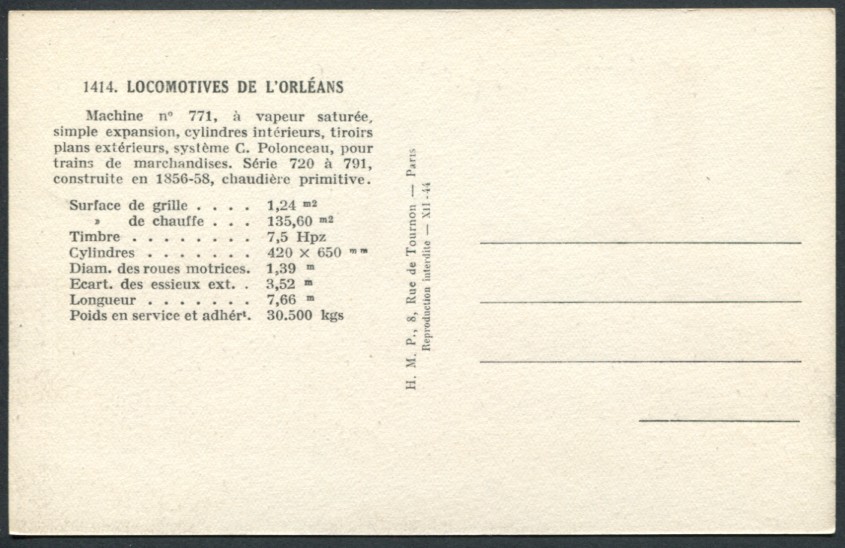 1414. LOCOMOTIVES DE L'ORLÉANS
Machine nº 771, à vapeur saturée,
simple expansion, cylindres intérieurs, tiroirs
plans extérieurs, système C. Polonceau, pour
trains de marchandises. Série 720 à 791,
construite en 1856-58, chaudière primitive.
Surface de grille . . . . 1,24 m2
» de chauffe . . . 135,60 m2
Timbre . . . . . . . . 7,5 Hpz
Cylindres . . . . . . . 420 × 650 mm
Diam. des roues motrices. 1,39 m
Ecart. des essieux ext. . 3,52 m
Longueur . . . . . . . 7,66 m
Poids en service et adhért. 30.500 kgs
H. M. P., 8, Rue de Tournon — Paris
Reproduction interdite — XII-44